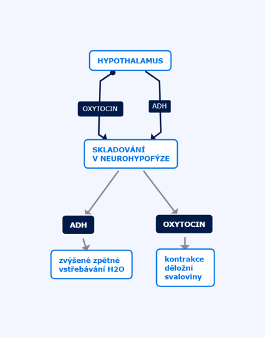 HYPOTHALAMUS
OXYTOCIN
ADH
SKLADOVÁNÍ
V NEUROHYPOFÝZE
ADH
OXYTOCIN
zvýšené zpětné
vstřebávání H2O
kontrakce
děložní
svaloviny